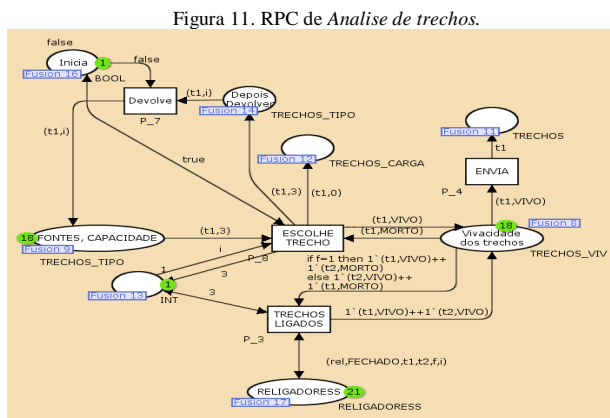 Figura 11. RPC de Analise de trechos.
false
Inicia
1
false
Fusion 16
BOOL
Devolve
P_7
(t1,i)
Depois
Devolver
Fusion 14
TRECHOS_TIPO
Fusion 11
TRECHOS
(t1,i)
true
(t1,3)
Fusion 12
TRECHOS_CARGA
(t1,0)
t1
ENVIA
P_4
(t1,VIVO)
18
FONTES, CAPACIDADE
Fusion 9
TRECHOS_TIPO
(t1,3)
ESCOLHE
TRECHO
P_8
(t1,VIVO)
(t1,MORTO)
18
Fusion 8
Vivacidade
dos trechos
TRECHOS_VIV
i
1
3
1
Fusion 13
INT
3
if f=1 then 1`(t1,VIVO)++
1`(t2,MORTO)
else 1`(t2,VIVO)++
1`(t1,MORTO)
TRECHOS
LIGADOS
P_3
1`(t1,VIVO)++1`(t2,VIVO)
(rel,FECHADO,t1,t2,f,i)
RELIGADORESS
21
Fusion 17
RELIGADORESS